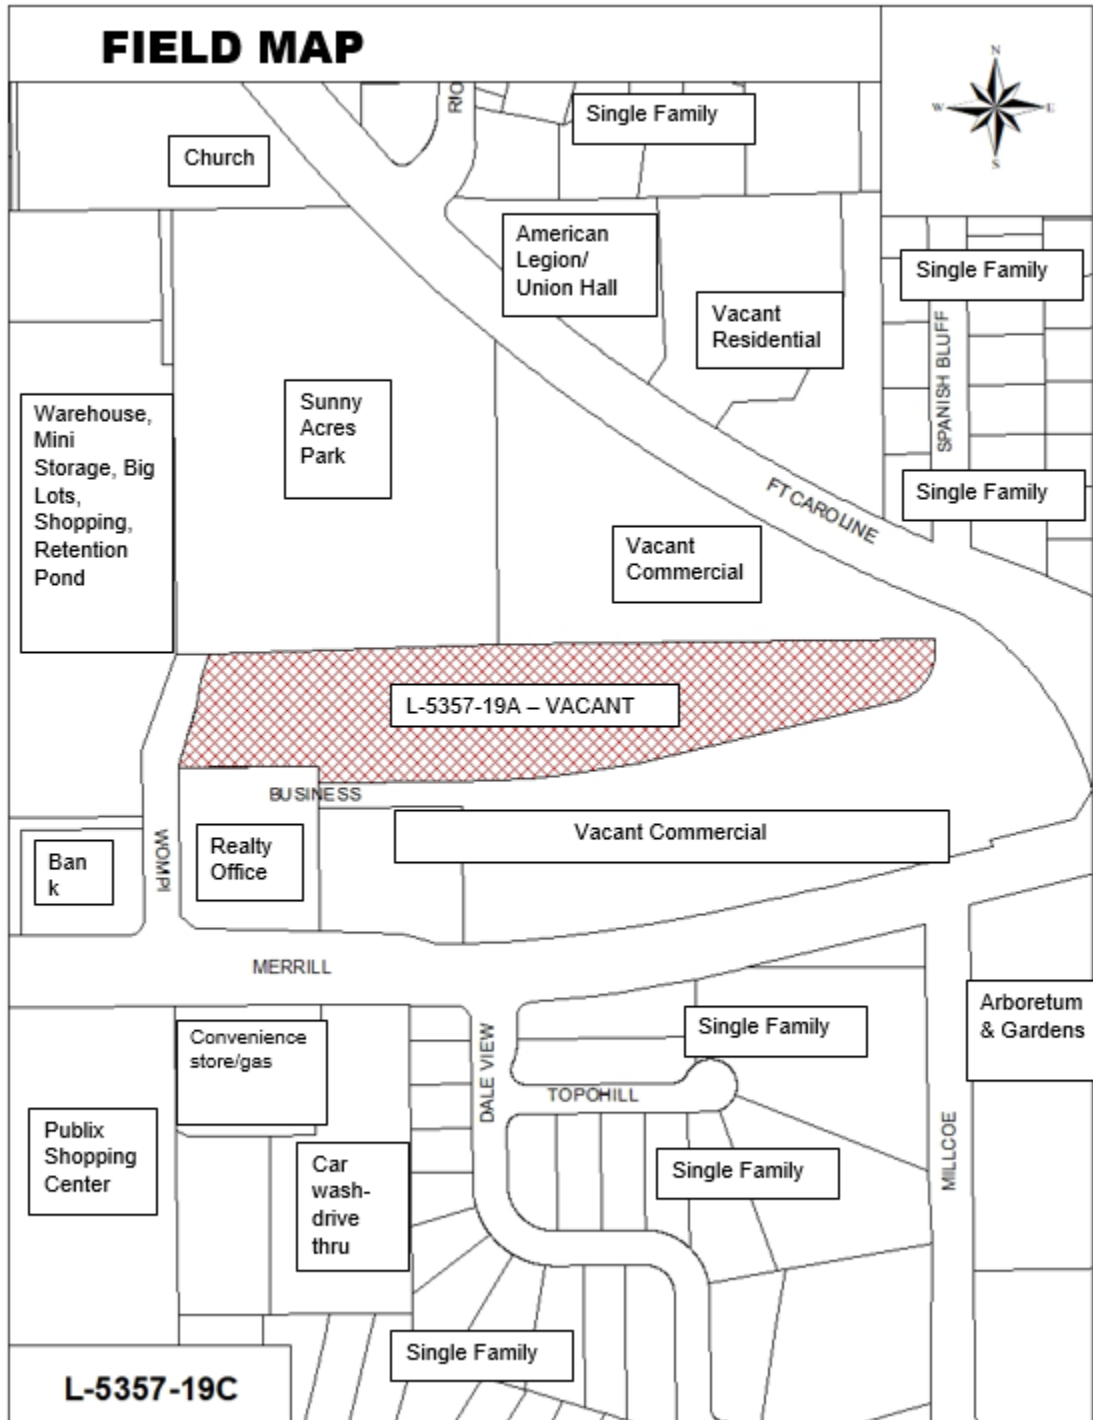 FIELD MAP
N
W
E
S
RIO
Single Family
Church
American
Legion/
Union Hall
Single Family
Vacant
Residential
SPANISH BLUFF
Warehouse,
Mini
Storage, Big
Lots,
Shopping,
Retention
Pond
Sunny
Acres
Park
Single Family
FT CAROLINE
Vacant
Commercial
L-5357-19A – VACANT
BUSINESS
Vacant Commercial
WOMPI
Realty
Office
Ban
k
MERRILL
Arboretum
& Gardens
Single Family
Convenience
store/gas
DALE VIEW
TOPOHILL
MILLCOE
Publix
Shopping
Center
Car
wash-
drive
thru
Single Family
Single Family
L-5357-19C